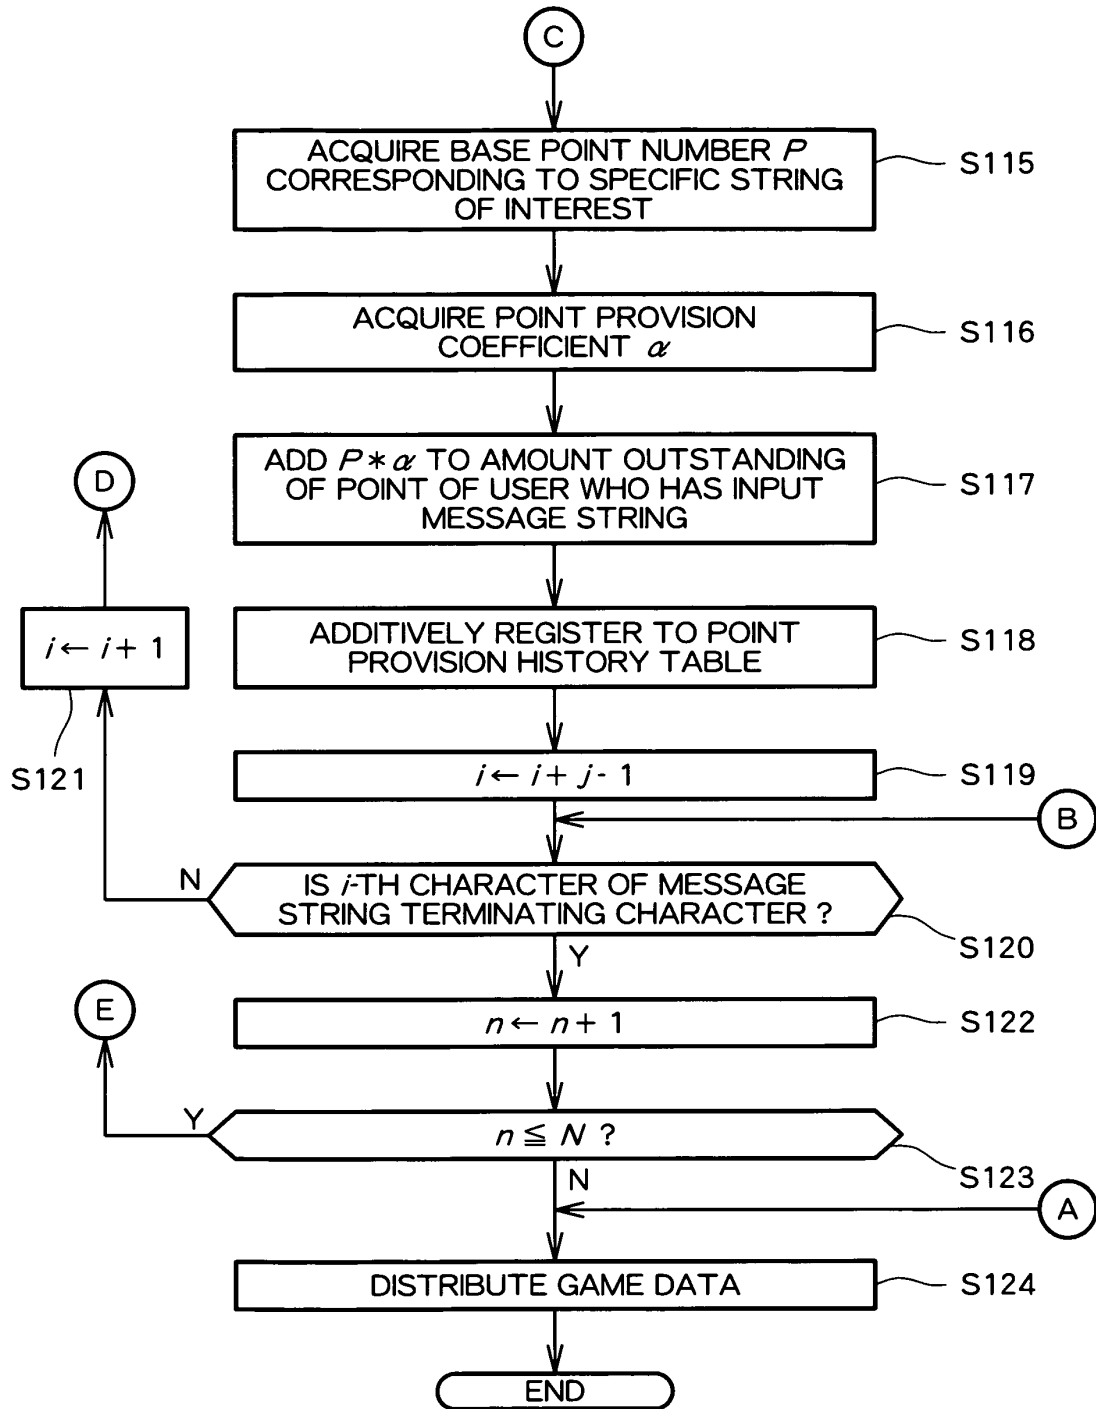 C
ACQUIRE BASE POINT NUMBER P
CORRESPONDING TO SPECIFIC STRING
OF INTEREST
S115
ACQUIRE POINT PROVISION
COEFFICIENT α
S116
ADD P * α TO AMOUNT OUTSTANDING
OF POINT OF USER WHO HAS INPUT
MESSAGE STRING
S117
D
ADDITIVELY REGISTER TO POINT
PROVISION HISTORY TABLE
S118
i ← i + 1
S121
i ← i + j - 1
S119
B
N
IS i-TH CHARACTER OF MESSAGE
STRING TERMINATING CHARACTER ?
S120
Y
E
n ← n + 1
S122
Y
n ≦ N ?
S123
N
A
DISTRIBUTE GAME DATA
S124
END